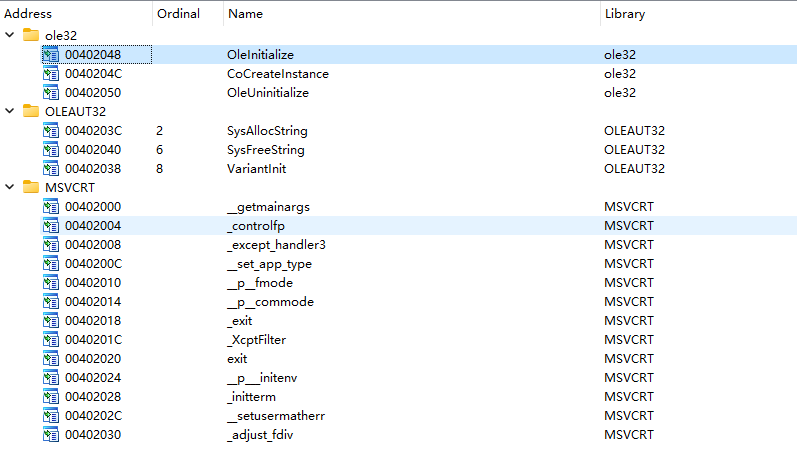 Address Ordinal Name Library
ole32
00402048 OleInitialize ole32
0040204C CoCreateInstance ole32
00402050 OleUninitialize ole32
OLEAUT32
0040203C 2 SysAllocString OLEAUT32
00402040 6 SysFreeString OLEAUT32
00402038 8 VariantInit OLEAUT32
MSVCRT
00402000 __getmainargs MSVCRT
00402004 _controlfp MSVCRT
00402008 _except_handler3 MSVCRT
0040200C __set_app_type MSVCRT
00402010 __p__fmode MSVCRT
00402014 __p__commode MSVCRT
00402018 _exit MSVCRT
0040201C _XcptFilter MSVCRT
00402020 exit MSVCRT
00402024 __p___initenv MSVCRT
00402028 _initterm MSVCRT
0040202C __setusermatherr MSVCRT
00402030 _adjust_fdiv MSVCRT